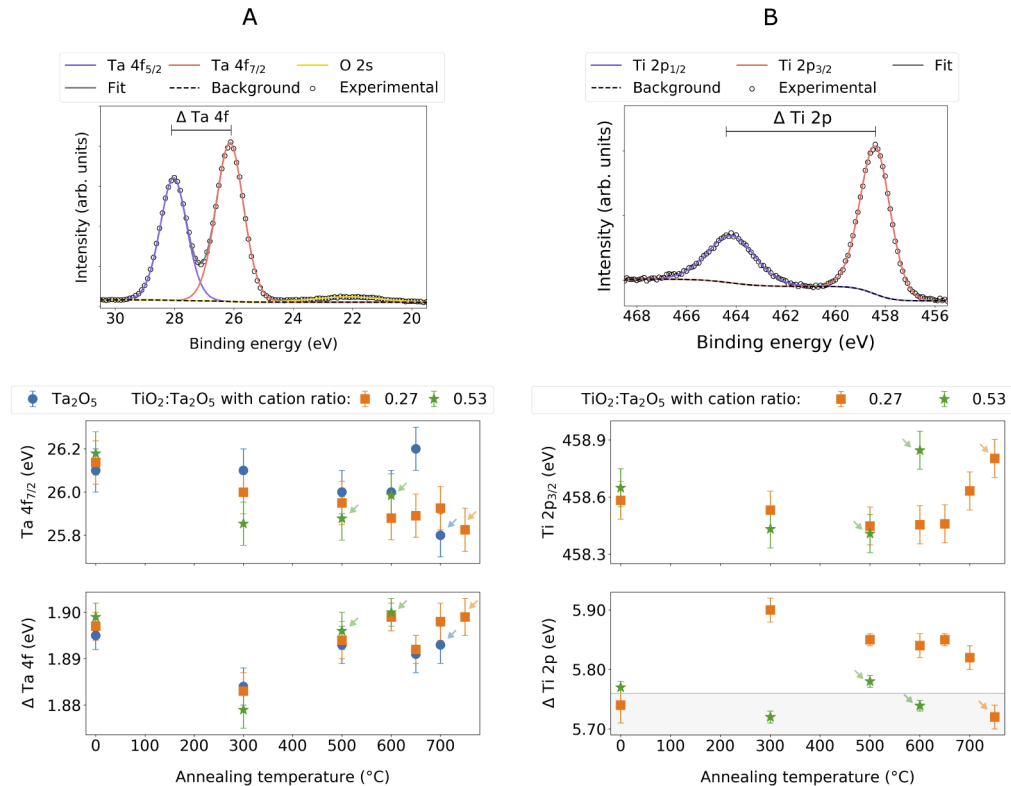 A
Ta 4f5/2 Ta 4f7/2 O 2s
Fit Background Experimental
Δ Ta 4f
Intensity (arb. units)
30 28 26 24 22 20
Binding energy (eV)
B
Ti 2p1/2 Ti 2p3/2 Fit
Background Experimental
Δ Ti 2p
Intensity (arb. units)
468 466 464 462 460 458 456
Binding energy (eV)
Ta2O5 TiO2:Ta2O5 with cation ratio: 0.27 0.53
Ta 4f7/2 (eV)
26.2
26.0
25.8
Δ Ta 4f (eV)
1.90
1.89
1.88
0 100 200 300 400 500 600 700
Annealing temperature (°C)
TiO2:Ta2O5 with cation ratio: 0.27 0.53
Ti 2p3/2 (eV)
458.9
458.6
458.3
Δ Ti 2p (eV)
5.90
5.80
5.70
0 100 200 300 400 500 600 700
Annealing temperature (°C)